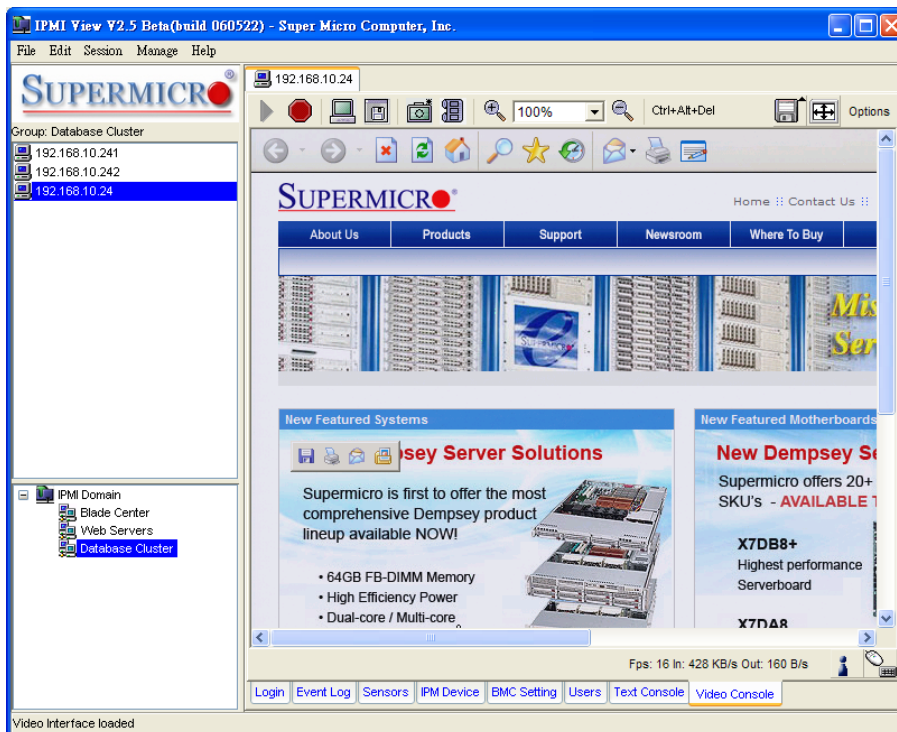 IPMI View V2.5 Beta(build 060522) - Super Micro Computer, Inc.
File Edit Session Manage Help
SUPERMICRO®
Group: Database Cluster
192.168.10.241
192.168.10.242
192.168.10.24
IPMI Domain
Blade Center
Web Servers
Database Cluster
192.168.10.24
100% Ctrl+Alt+Del Options
SUPERMICRO®
Home :: Contact Us ::
About Us Products Support Newsroom Where To Buy
Mis
Ser
SUPERMICRO
New Featured Systems
psey Server Solutions
Supermicro is first to offer the most
comprehensive Dempsey product
lineup available NOW!
• 64GB FB-DIMM Memory
• High Efficiency Power
• Dual-core / Multi-core
New Featured Motherboards
New Dempsey Se
Supermicro offers 20+
SKU's - AVAILABLE T
X7DB8+
Highest performance
Serverboard
X7DA8
Fps: 16 In: 428 KB/s Out: 160 B/s
Login Event Log Sensors IPM Device BMC Setting Users Text Console Video Console
Video Interface loaded